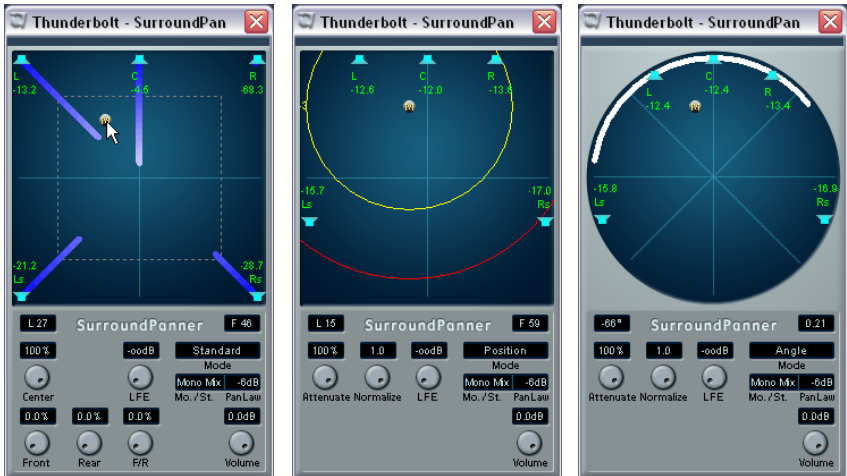 Thunderbolt - SurroundPan
L C R
-13.2 -4.5 -68.3
M
-21.2 -28.7
Ls Rs
L 27 SurroundPanner F 46
100% -oodB Standard
Mode
Mono Mix -6dB
Center LFE Mo./St. PanLaw
0.0% 0.0% 0.0% 0.0dB
Front Rear F/R Volume
Thunderbolt - SurroundPan
L C R
-12.6 -12.0 -13.6
M
-15.7 -17.0
Ls Rs
L 15 SurroundPanner F 59
100% 1.0 -oodB Position
Mode
Mono Mix -6dB
Attenuate Normalize LFE Mo./St. PanLaw
0.0dB
Volume
Thunderbolt - SurroundPan
L C R
-12.4 -12.4 -13.4
M
-15.8 -16.9
Ls Rs
-66° SurroundPanner 0.21
100% 1.0 -oodB Angle
Mode
Mono Mix -6dB
Attenuate Normalize LFE Mo./St. PanLaw
0.0dB
Volume